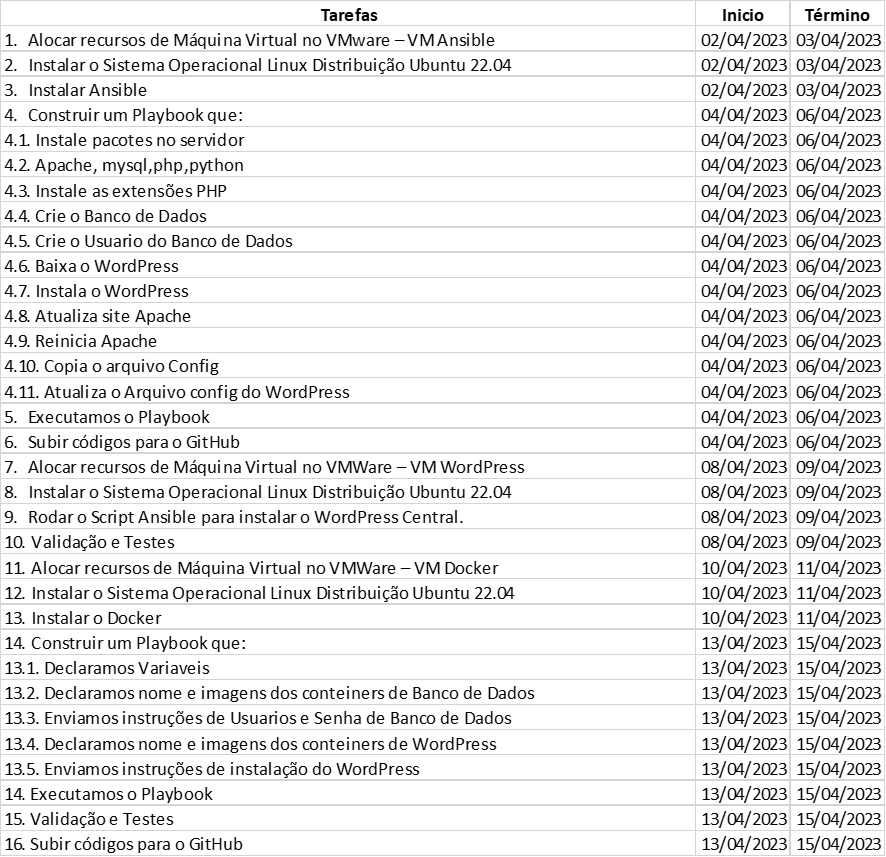 Tarefas Inicio Término
1. Alocar recursos de Máquina Virtual no VMware – VM Ansible 02/04/2023 03/04/2023
2. Instalar o Sistema Operacional Linux Distribuição Ubuntu 22.04 02/04/2023 03/04/2023
3. Instalar Ansible 02/04/2023 03/04/2023
4. Construir um Playbook que: 04/04/2023 06/04/2023
4.1. Instale pacotes no servidor 04/04/2023 06/04/2023
4.2. Apache, mysql,php,python 04/04/2023 06/04/2023
4.3. Instale as extensões PHP 04/04/2023 06/04/2023
4.4. Crie o Banco de Dados 04/04/2023 06/04/2023
4.5. Crie o Usuario do Banco de Dados 04/04/2023 06/04/2023
4.6. Baixa o WordPress 04/04/2023 06/04/2023
4.7. Instala o WordPress 04/04/2023 06/04/2023
4.8. Atualiza site Apache 04/04/2023 06/04/2023
4.9. Reinicia Apache 04/04/2023 06/04/2023
4.10. Copia o arquivo Config 04/04/2023 06/04/2023
4.11. Atualiza o Arquivo config do WordPress 04/04/2023 06/04/2023
5. Executamos o Playbook 04/04/2023 06/04/2023
6. Subir códigos para o GitHub 04/04/2023 06/04/2023
7. Alocar recursos de Máquina Virtual no VMWare – VM WordPress 08/04/2023 09/04/2023
8. Instalar o Sistema Operacional Linux Distribuição Ubuntu 22.04 08/04/2023 09/04/2023
9. Rodar o Script Ansible para instalar o WordPress Central. 08/04/2023 09/04/2023
10. Validação e Testes 08/04/2023 09/04/2023
11. Alocar recursos de Máquina Virtual no VMWare – VM Docker 10/04/2023 11/04/2023
12. Instalar o Sistema Operacional Linux Distribuição Ubuntu 22.04 10/04/2023 11/04/2023
13. Instalar o Docker 10/04/2023 11/04/2023
14. Construir um Playbook que: 13/04/2023 15/04/2023
13.1. Declaramos Variaveis 13/04/2023 15/04/2023
13.2. Declaramos nome e imagens dos conteiners de Banco de Dados 13/04/2023 15/04/2023
13.3. Enviamos instruções de Usuarios e Senha de Banco de Dados 13/04/2023 15/04/2023
13.4. Declaramos nome e imagens dos conteiners de WordPress 13/04/2023 15/04/2023
13.5. Enviamos instruções de instalação do WordPress 13/04/2023 15/04/2023
14. Executamos o Playbook 13/04/2023 15/04/2023
15. Validação e Testes 13/04/2023 15/04/2023
16. Subir códigos para o GitHub 13/04/2023 15/04/2023